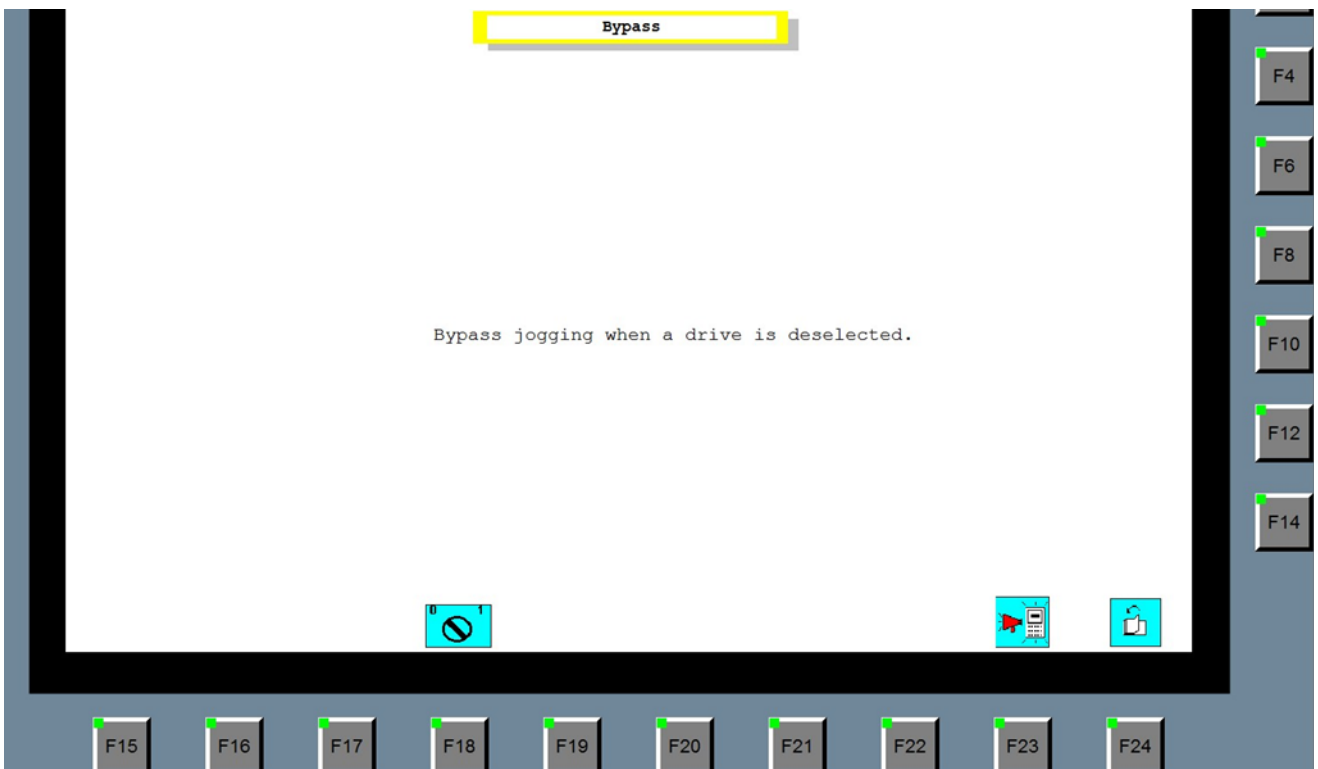 Bypass
F4
F6
F8
Bypass jogging when a drive is deselected.
F10
F12
F14
0 1
F15 F16 F17 F18 F19 F20 F21 F22 F23 F24